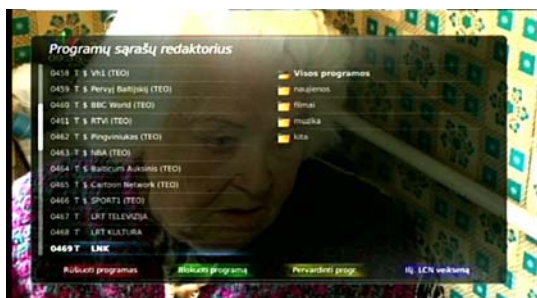 Programų sąrašų redaktorius
0458 T $ Vh1 (TEO)
0459 T $ Pervyj Baltijskij (TEO)
0460 T $ BBC World (TEO)
0461 T $ RTVi (TEO)
0462 T $ Pingviniukas (TEO)
0463 T $ NBA (TEO)
0464 T $ Balticum Auksinis (TEO)
0465 T $ Cartoon Network (TEO)
0466 T $ SPORT1 (TEO)
0467 T LRT TELEVIZIJA
0468 T LRT KULTURA
0469 T LNK
Visos programos
naujienos
filmai
muzika
kita
Rūšiuoti programas
Blokuoti programą
Pervardinti progr.
Išj. LCN veikseną